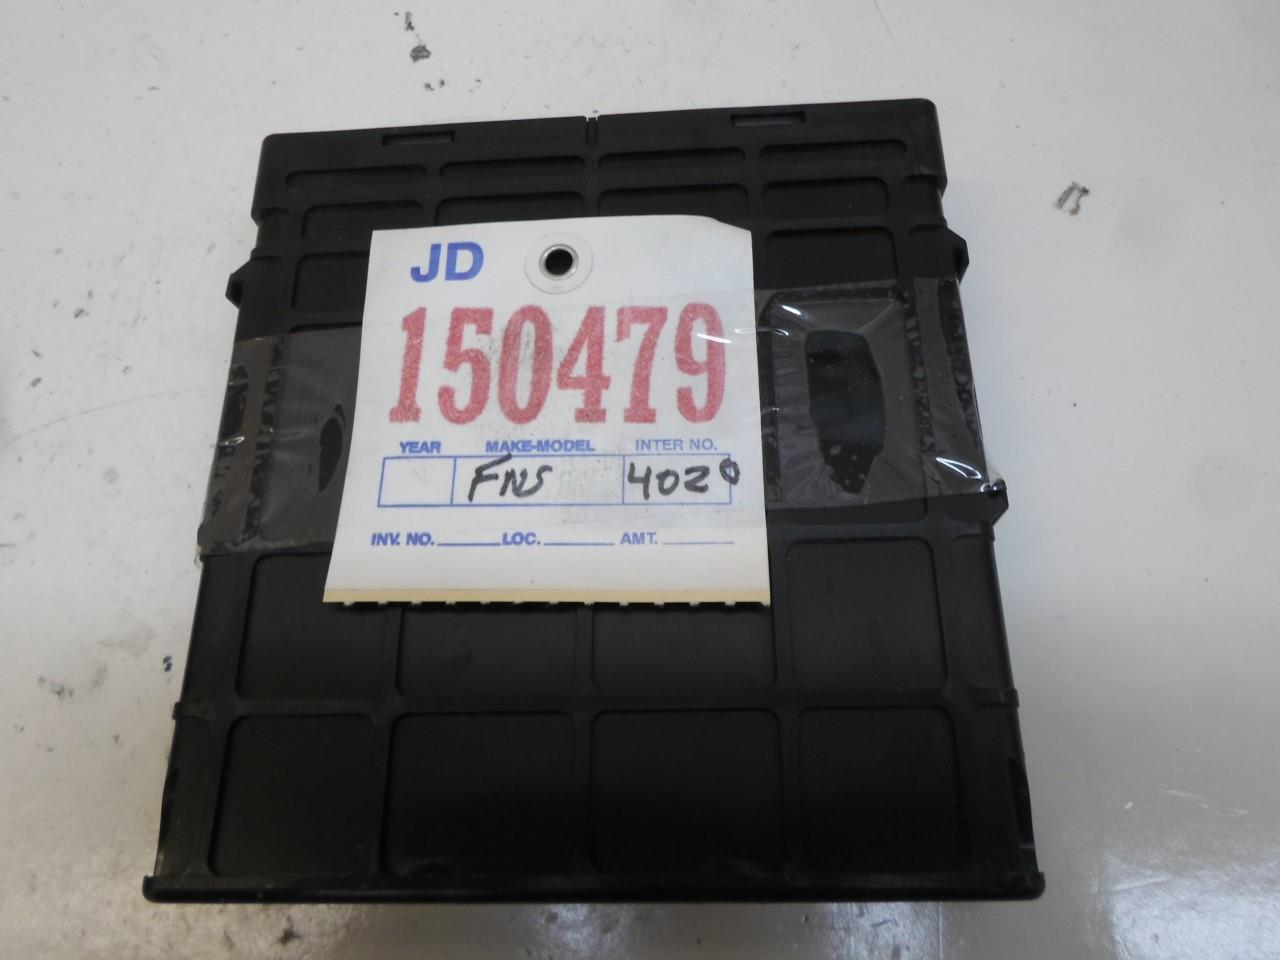 JD
150479
YEAR MAKE-MODEL INTER NO.
FNS 4020
INV. NO. LOC. AMT.